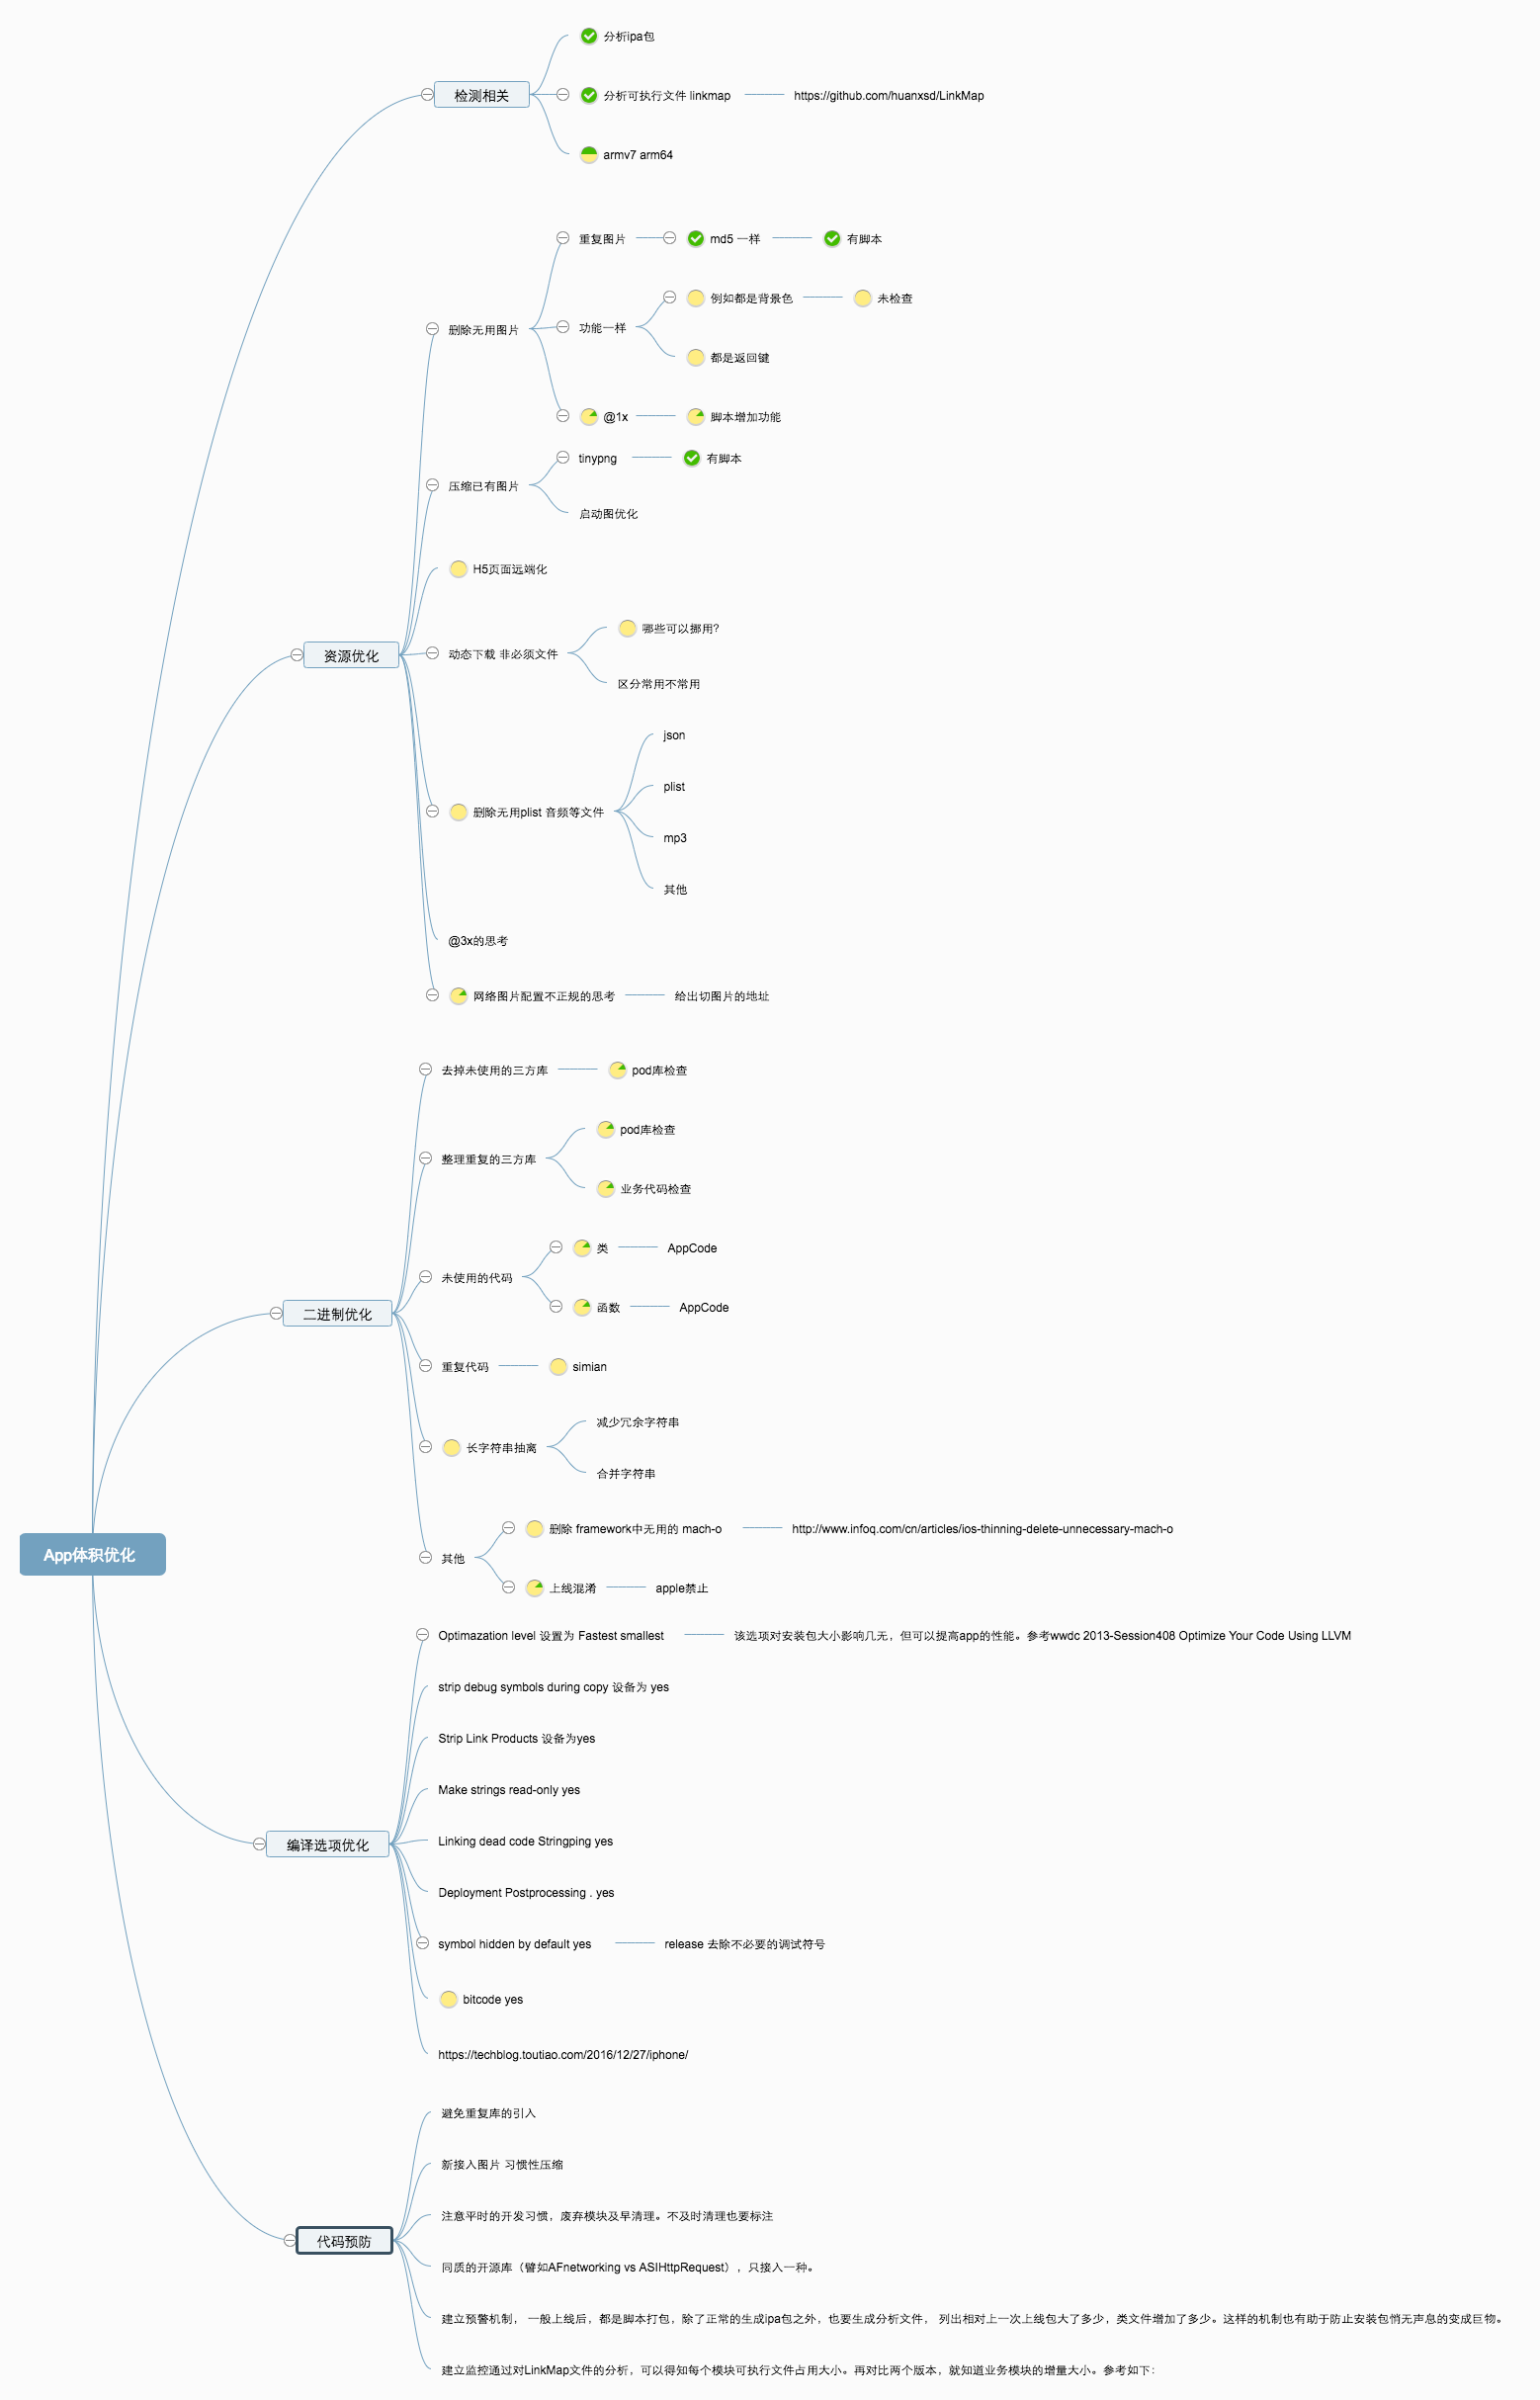 分析ipa包
检测相关
分析可执行文件 linkmap
https://github.com/huanxsd/LinkMap
armv7 arm64
重复图片
md5 一样
有脚本
例如都是背景色
未检查
删除无用图片
功能一样
都是返回键
@1x
脚本增加功能
tinypng
有脚本
压缩已有图片
启动图优化
H5页面远端化
哪些可以挪用?
资源优化
动态下载 非必须文件
区分常用不常用
json
plist
删除无用plist 音频等文件
mp3
其他
@3x的思考
网络图片配置不正规的思考
给出切图片的地址
去掉未使用的三方库
pod库检查
pod库检查
整理重复的三方库
业务代码检查
类
AppCode
未使用的代码
函数
AppCode
二进制优化
重复代码
simian
减少冗余字符串
长字符串抽离
合并字符串
删除 framework中无用的 mach-o
http://www.infoq.com/cn/articles/ios-thinning-delete-unnecessary-mach-o
App体积优化
其他
上线混淆
apple禁止
Optimazation level 设置为 Fastest smallest
该选项对安装包大小影响几无，但可以提高app的性能。参考wwdc 2013-Session408 Optimize Your Code Using LLVM
strip debug symbols during copy 设备为 yes
Strip Link Products 设备为yes
Make strings read-only yes
编译选项优化
Linking dead code Stringping yes
Deployment Postprocessing . yes
symbol hidden by default yes
release 去除不必要的调试符号
bitcode yes
https://techblog.toutiao.com/2016/12/27/iphone/
避免重复库的引入
新接入图片 习惯性压缩
注意平时的开发习惯，废弃模块及早清理。不及时清理也要标注
代码预防
同质的开源库（譬如AFnetworking vs ASIHttpRequest），只接入一种。
建立预警机制， 一般上线后，都是脚本打包，除了正常的生成ipa包之外，也要生成分析文件， 列出相对上一次上线包大了多少，类文件增加了多少。这样的机制也有助于防止安装包悄无声息的变成巨物。
建立监控通过对LinkMap文件的分析，可以得知每个模块可执行文件占用大小。再对比两个版本，就知道业务模块的增量大小。参考如下：